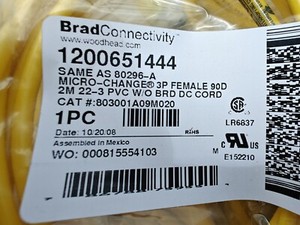 BradConnectivity™
www.woodhead.com
1200651444
SAME AS 80296-A
MICRO-CHANGE® 3P FEMALE 90D
2M 22-3 PVC W/O BRD DC CORD
CAT #:803001A09M020
1PC
Date: 10:20:08
RoHS
Assembled in Mexico
WO: 000815554103
M
LR6837
E152210